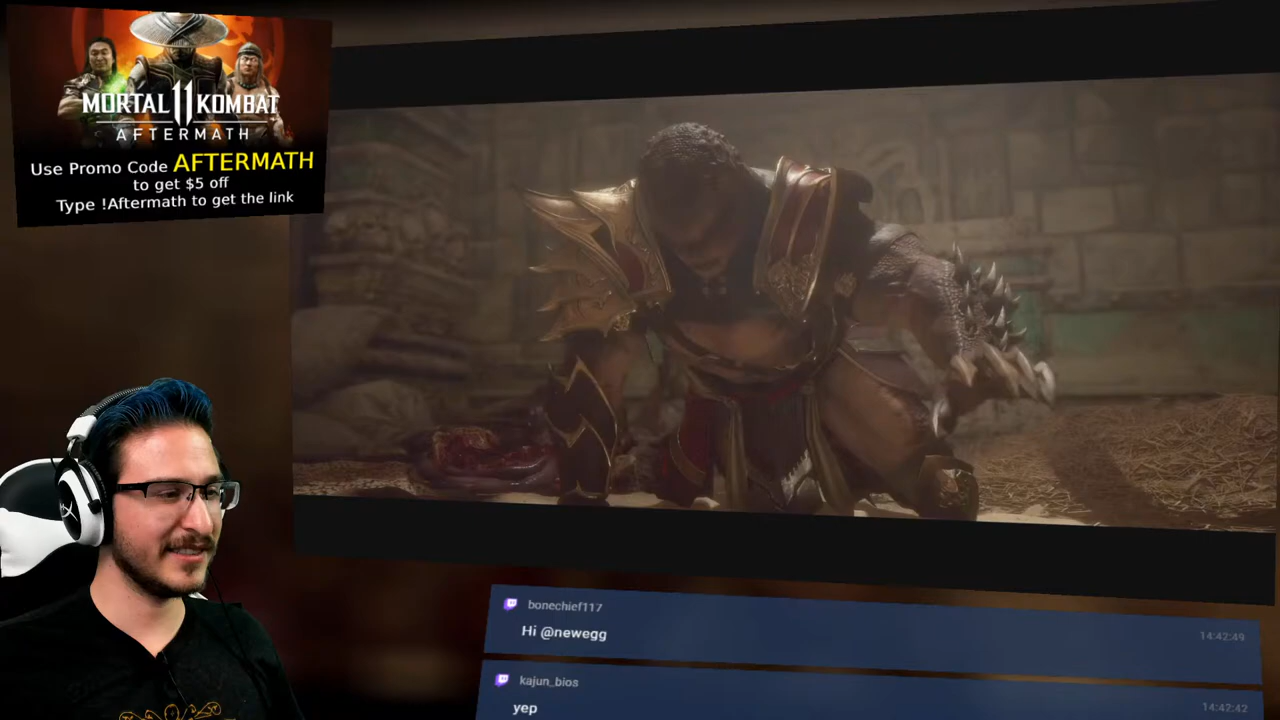 MORTAL 11 KOMBAT
AFTERMATH
Use Promo Code AFTERMATH
to get $5 off
Type !Aftermath to get the link
bonechief117
Hi @newegg
14:42:49
kajun_bios
yep
14:42:42